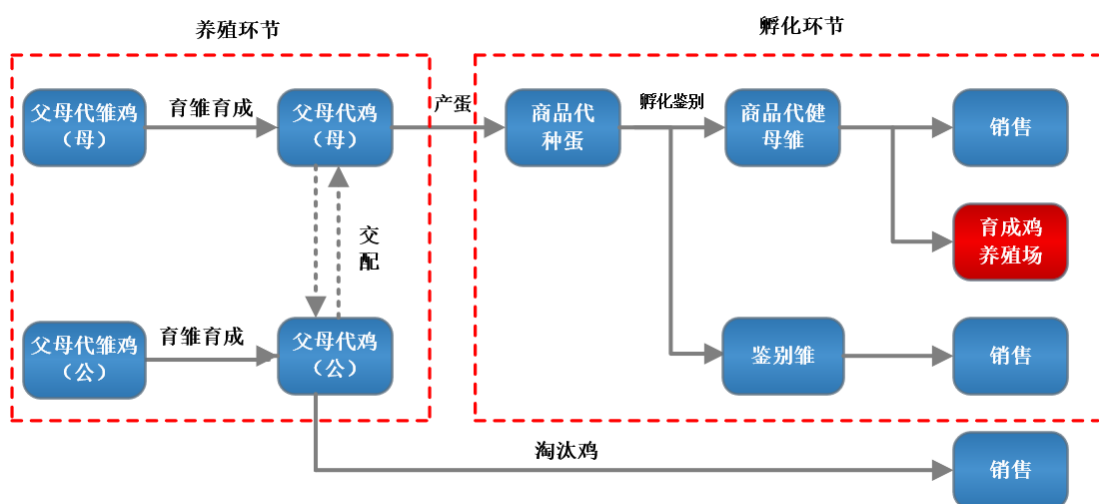 养殖环节
孵化环节
父母代雏鸡
（母）
育雏育成
父母代鸡
（母）
产蛋
商品代
种蛋
孵化鉴别
商品代健
母雏
销售
育成鸡
养殖场
交
配
父母代雏鸡
（公）
育雏育成
父母代鸡
（公）
鉴别雏
销售
淘汰鸡
销售